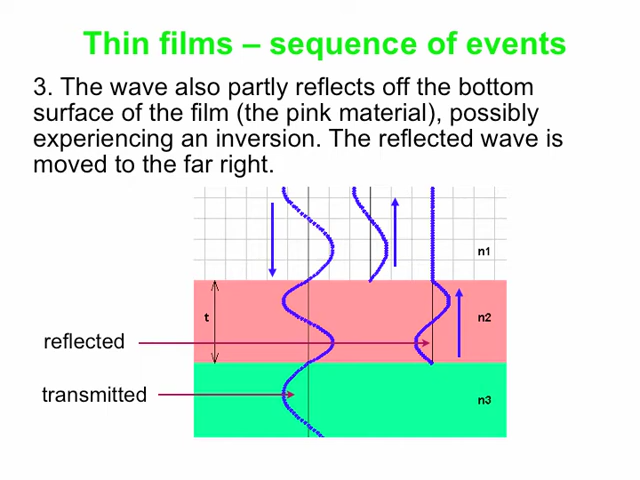 Thin films – sequence of events
3. The wave also partly reflects off the bottom
surface of the film (the pink material), possibly
experiencing an inversion. The reflected wave is
moved to the far right.
n1
t
n2
reflected
transmitted
n3